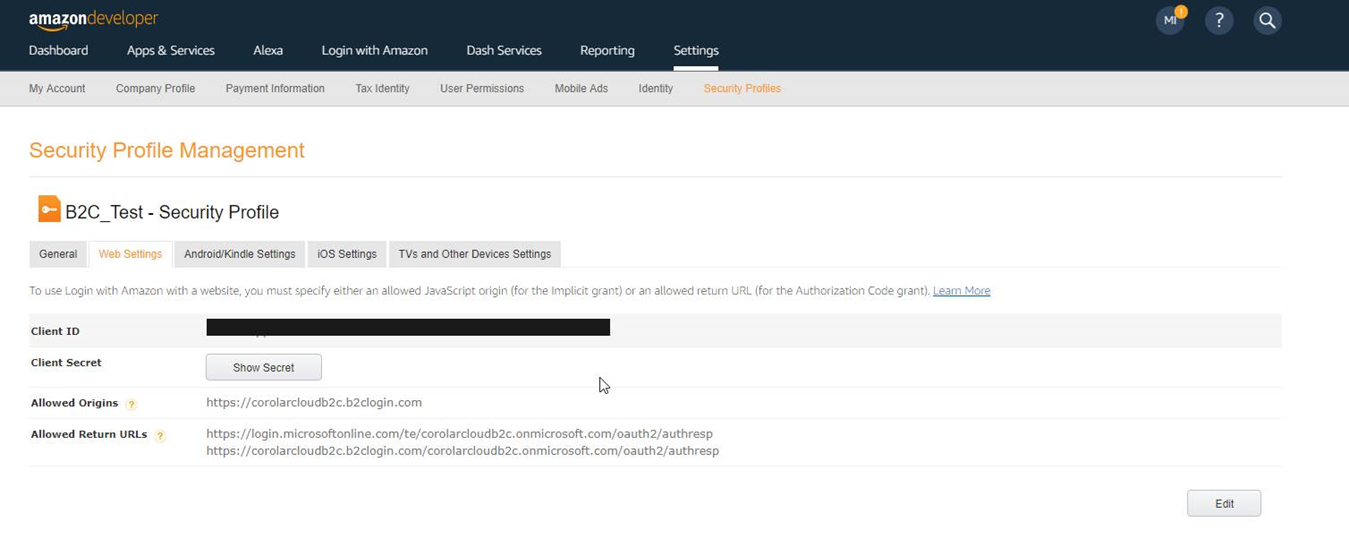 amazondeveloper
MI ! ?
Dashboard Apps & Services Alexa Login with Amazon Dash Services Reporting Settings
My Account Company Profile Payment Information Tax Identity User Permissions Mobile Ads Identity Security Profiles
Security Profile Management
B2C_Test - Security Profile
General Web Settings Android/Kindle Settings iOS Settings TVs and Other Devices Settings
To use Login with Amazon with a website, you must specify either an allowed JavaScript origin (for the Implicit grant) or an allowed return URL (for the Authorization Code grant). Learn More
Client ID
Client Secret Show Secret
Allowed Origins ? https://corolarcloudb2c.b2clogin.com
Allowed Return URLs ? https://login.microsoftonline.com/te/corolarcloudb2c.onmicrosoft.com/oauth2/authresp
https://corolarcloudb2c.b2clogin.com/corolarcloudb2c.onmicrosoft.com/oauth2/authresp
Edit